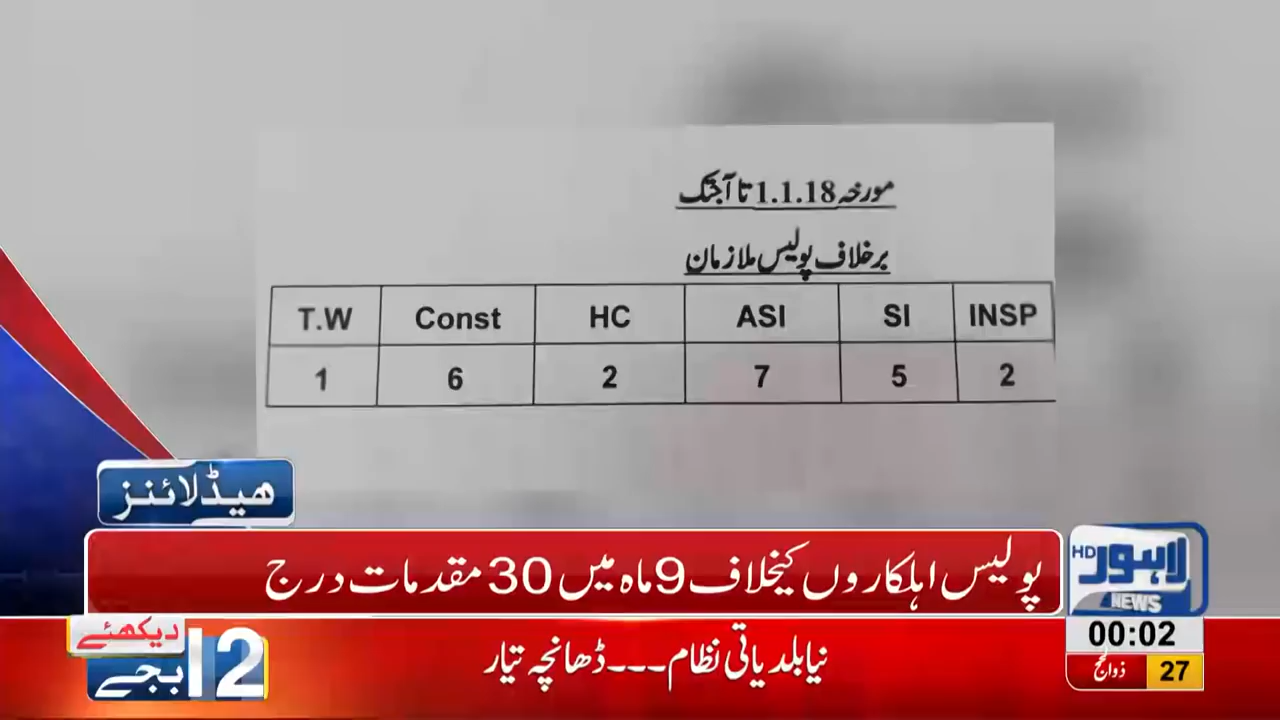 مورخہ 1.1.18 تا آجتک
برخلاف پولیس ملازمان
T.W Const HC ASI SI INSP
1 6 2 7 5 2
ھیڈلائنز
پولیس اہلکاروں کیخلاف 9 ماہ میں 30 مقدمات درج
لاہور HD
NEWS
00:02
ذوالحج 27
دیکھئے
12 بجے
نیا بلدیاتی نظام ۔۔۔ ڈھانچہ تیار